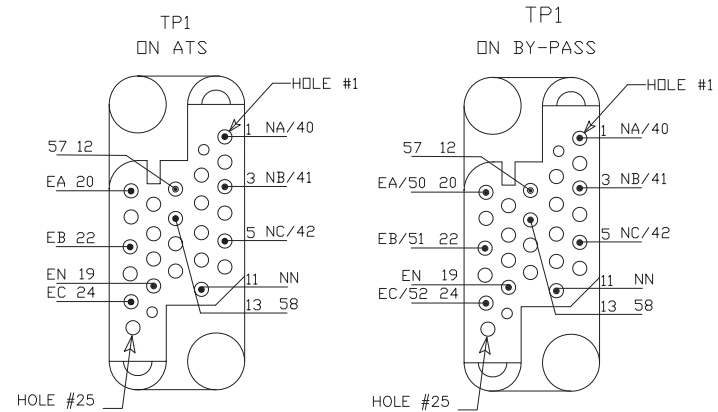 TP1
ON ATS
HOLE #1
1 NA/40
57 12
EA 20
3 NB/41
EB 22
5 NC/42
EN 19
11 NN
EC 24
13 58
HOLE #25
TP1
ON BY-PASS
HOLE #1
1 NA/40
57 12
EA/50 20
3 NB/41
EB/51 22
5 NC/42
EN 19
11 NN
EC/52 24
13 58
HOLE #25